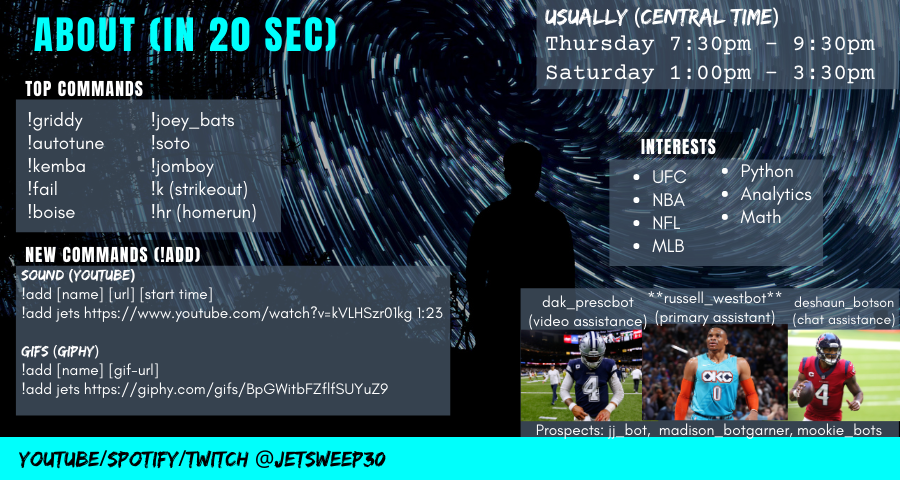 ABOUT (IN 20 SEC)
USUALLY (CENTRAL TIME)
Thursday 7:30pm - 9:30pm
Saturday 1:00pm - 3:30pm
TOP COMMANDS
!griddy
!autotune
!kemba
!fail
!boise
!joey_bats
!soto
!jomboy
!k (strikeout)
!hr (homerun)
INTERESTS
• UFC
• NBA
• NFL
• MLB
• Python
• Analytics
• Math
NEW COMMANDS (!ADD)
SOUND (YOUTUBE)
!add [name] [url] [start time]
!add jets https://www.youtube.com/watch?v=kVLHSzr01kg 1:23
GIFS (GIPHY)
!add [name] [gif-url]
!add jets https://giphy.com/gifs/BpGWitbFZflfSUYuZ9
dak_prescbot
(video assistance)
**russell_westbot**
(primary assistant)
deshaun_botson
(chat assistance)
4
OKC
0
4
Prospects: jj_bot, madison_botgarner, mookie_bots
YOUTUBE/SPOTIFY/TWITCH @JETSWEEP30